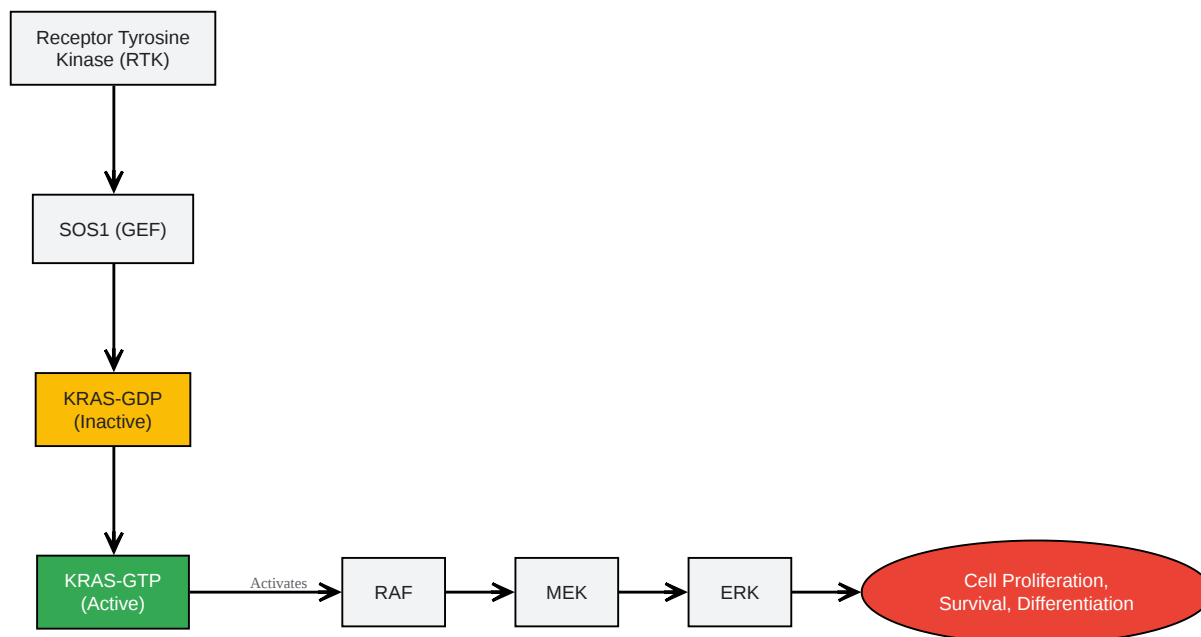 Receptor Tyrosine
Kinase (RTK)
SOS1 (GEF)
KRAS-GDP
(Inactive)
KRAS-GTP
(Active)
Activates
RAF
MEK
ERK
Cell Proliferation,
Survival, Differentiation